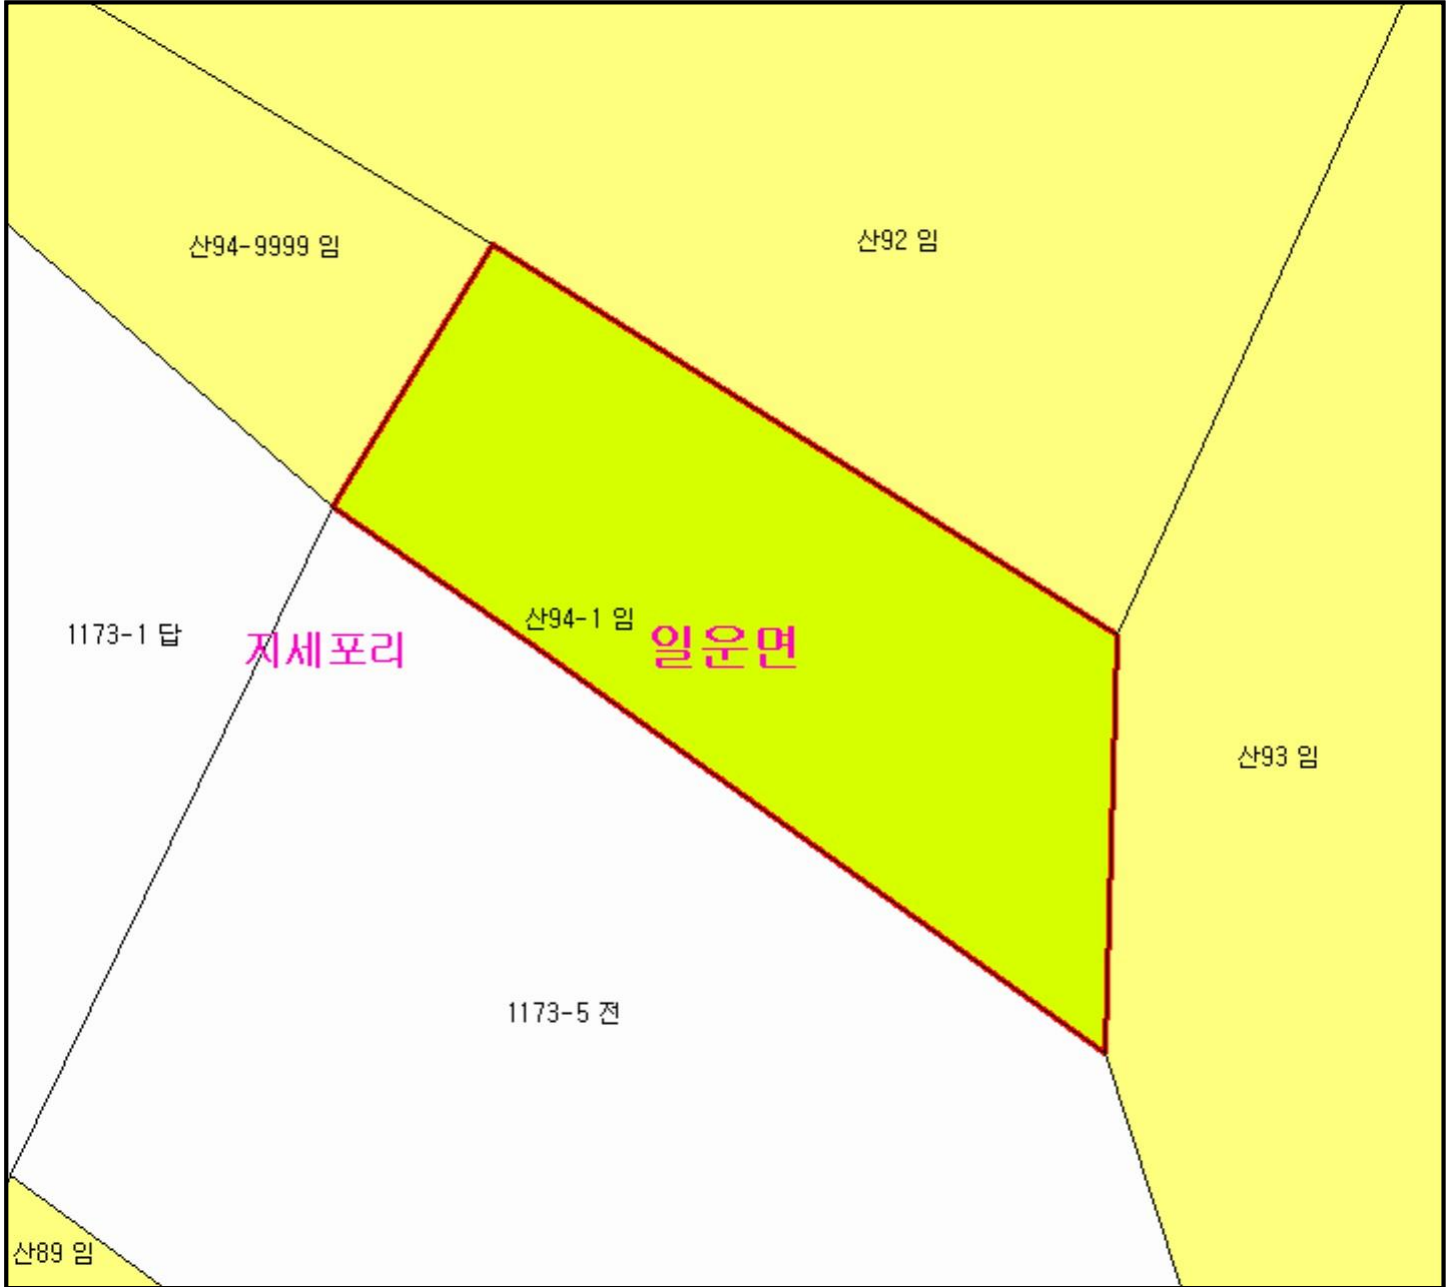 산94-9999 임
산92 임
산94-1 임
1173-1 답
지세포리
일운면
산93 임
1173-5 전
산89 임